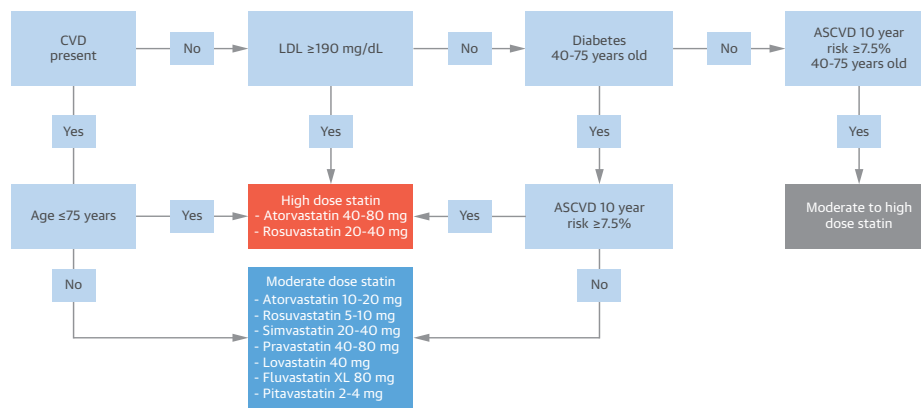 CVD
present
No
LDL ≥190 mg/dL
No
Diabetes
40-75 years old
No
ASCVD 10 year
risk ≥7.5%
40-75 years old
Yes
Yes
Yes
Yes
Age ≤75 years
Yes
High dose statin
- Atorvastatin 40-80 mg
- Rosuvastatin 20-40 mg
Yes
ASCVD 10 year
risk ≥7.5%
Moderate to high
dose statin
No
Moderate dose statin
- Atorvastatin 10-20 mg
- Rosuvastatin 5-10 mg
- Simvastatin 20-40 mg
- Pravastatin 40-80 mg
- Lovastatin 40 mg
- Fluvastatin XL 80 mg
- Pitavastatin 2-4 mg
No